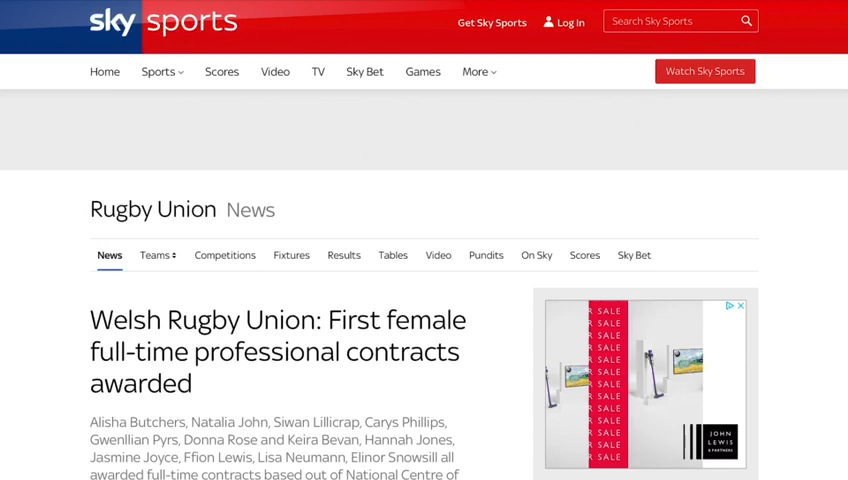 sky sports
Get Sky Sports
Log In
Search Sky Sports
Home
Sports
Scores
Video
TV
Sky Bet
Games
More
Watch Sky Sports
Rugby Union News
News
Teams
Competitions
Fixtures
Results
Tables
Video
Pundits
On Sky
Scores
Sky Bet
Welsh Rugby Union: First female
full-time professional contracts
awarded
Alisha Butchers, Natalia John, Siwan Lillicrap, Carys Phillips,
Gwenllian Pyrs, Donna Rose and Keira Bevan, Hannah Jones,
Jasmine Joyce, Ffion Lewis, Lisa Neumann, Elinor Snowsill all
awarded full-time contracts based out of National Centre of
R SALE
R SALE
R SALE
R SALE
R SALE
R SALE
R SALE
R SALE
R SALE
R SALE
R SALE
R SALE
R SALE
JOHN
LEWIS
& PARTNERS